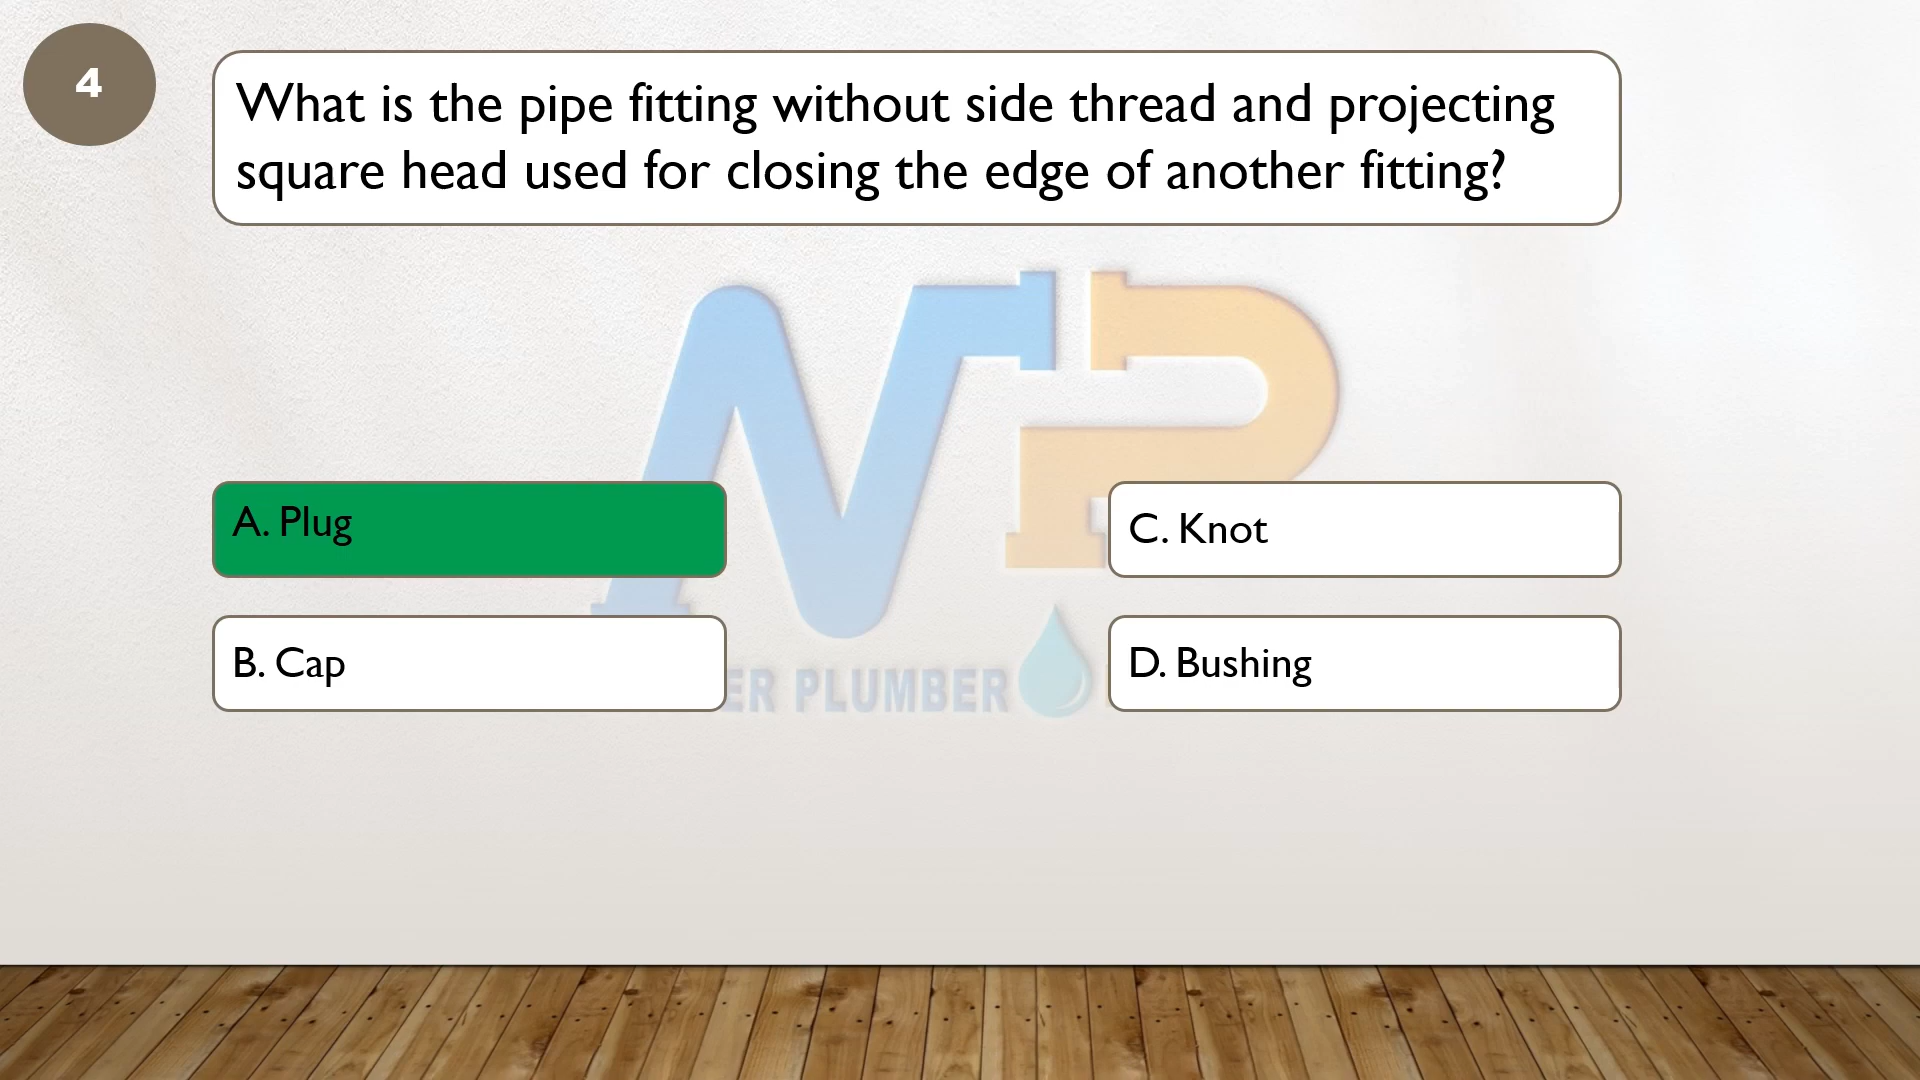 4
What is the pipe fitting without side thread and projecting
square head used for closing the edge of another fitting?
A. Plug
C. Knot
B. Cap
D. Bushing
ER PLUMBER